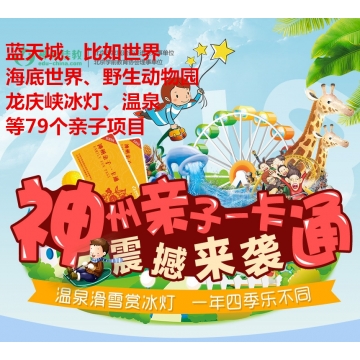 蓝天城、比如世界
海底世界、野生动物园
龙庆峡冰灯、温泉
等79个亲子项目
神州亲子一卡通
震撼来袭
温泉滑雪赏冰灯 一年四季乐不同